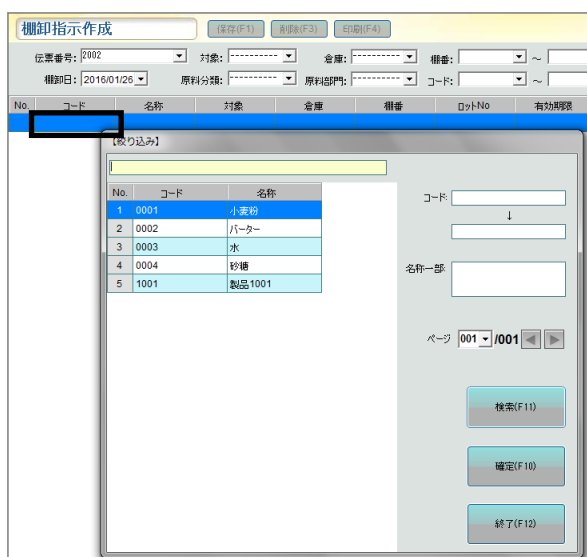 棚卸指示作成 保存(F1) 削除(F3) 印刷(F4)
伝票番号: 2002 対象: ---------- 倉庫: ---------- 棚番: ～
棚卸日: 2016/01/26 原料分類: ---------- 原料部門: ---------- コード: ～
No. コード 名称 対象 倉庫 棚番 ロットNo 有効期限
【絞り込み】
No. コード 名称
1 0001 小麦粉
2 0002 バーター
3 0003 水
4 0004 砂糖
5 1001 製品1001
コード:
↓
名称一部:
ページ 001 /001
検索(F11)
確定(F10)
終了(F12)